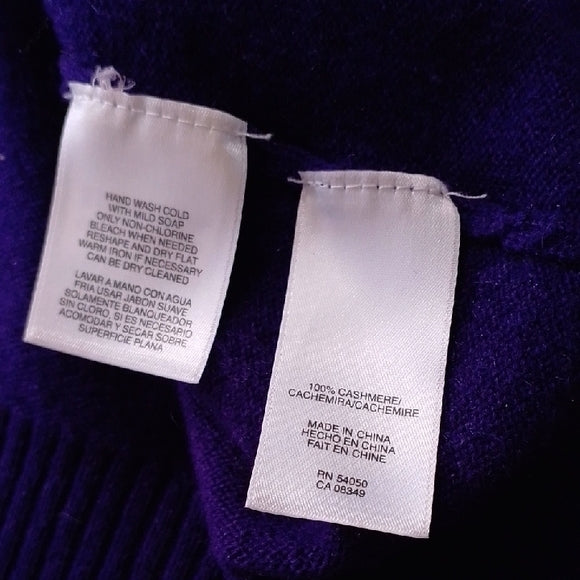 HAND WASH COLD
WITH MILD SOAP
ONLY NON-CHLORINE
BLEACH WHEN NEEDED
RESHAPE AND DRY FLAT
WARM IRON IF NECESSARY
CAN BE DRY CLEANED
LAVAR A MANO CON AGUA
FRIA USAR JABON SUAVE
SOLAMENTE BLANQUEADOR
SIN CLORO, SI ES NECESARIO
ACOMODAR Y SECAR SOBRE
SUPERFICIE PLANA
100% CASHMERE/
CACHEMIRA/CACHEMIRE
MADE IN CHINA
HECHO EN CHINA
FAIT EN CHINE
RN 54050
CA 08349